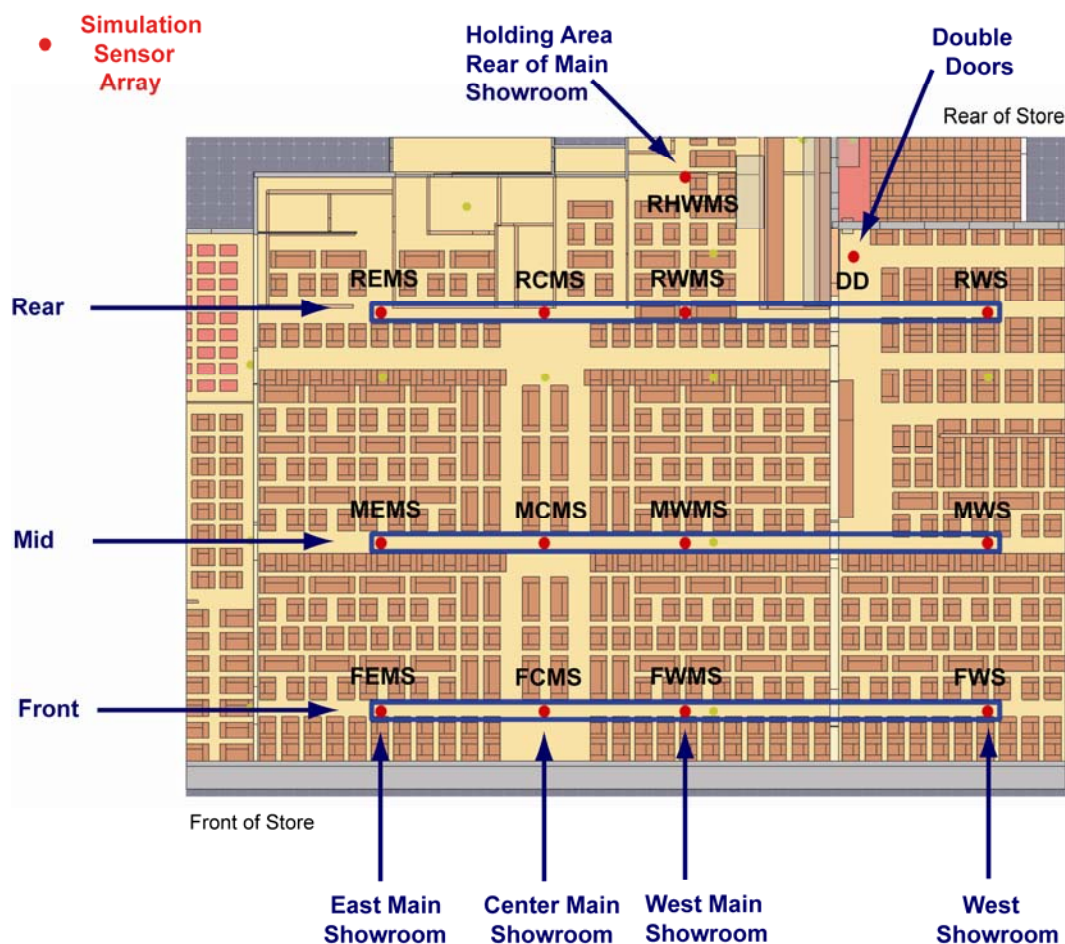 Simulation
Sensor
Array
Holding Area
Rear of Main
Showroom
Double
Doors
Rear of Store
RHWMS
REMS
RCMS
RWMS
DD
RWS
Rear
MEMS
MCMS
MWMS
MWS
Mid
FEMS
FCMS
FWMS
FWS
Front
Front of Store
East Main
Showroom
Center Main
Showroom
West Main
Showroom
West
Showroom